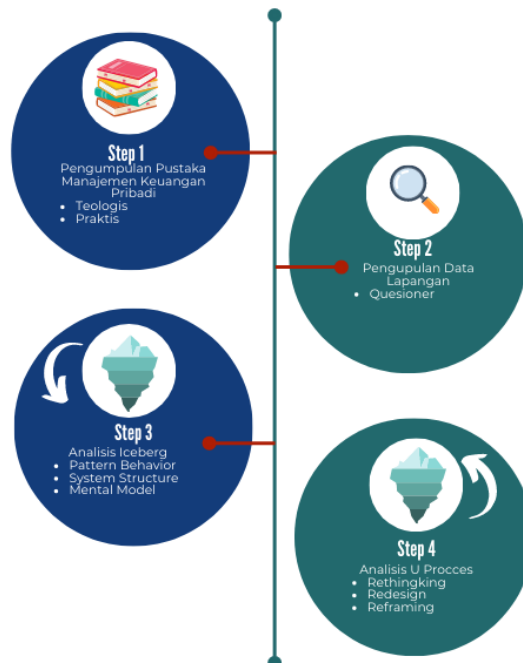 Step 1
Pengumpulan Pustaka
Manajemen Keuangan
Pribadi
• Teologis
• Praktis
Step 2
Pengupulan Data
Lapangan
• Quesioner
Step 3
Analisis Iceberg
• Pattern Behavior
• System Structure
• Mental Model
Step 4
Analisis U Procces
• Rethingking
• Redesign
• Reframing